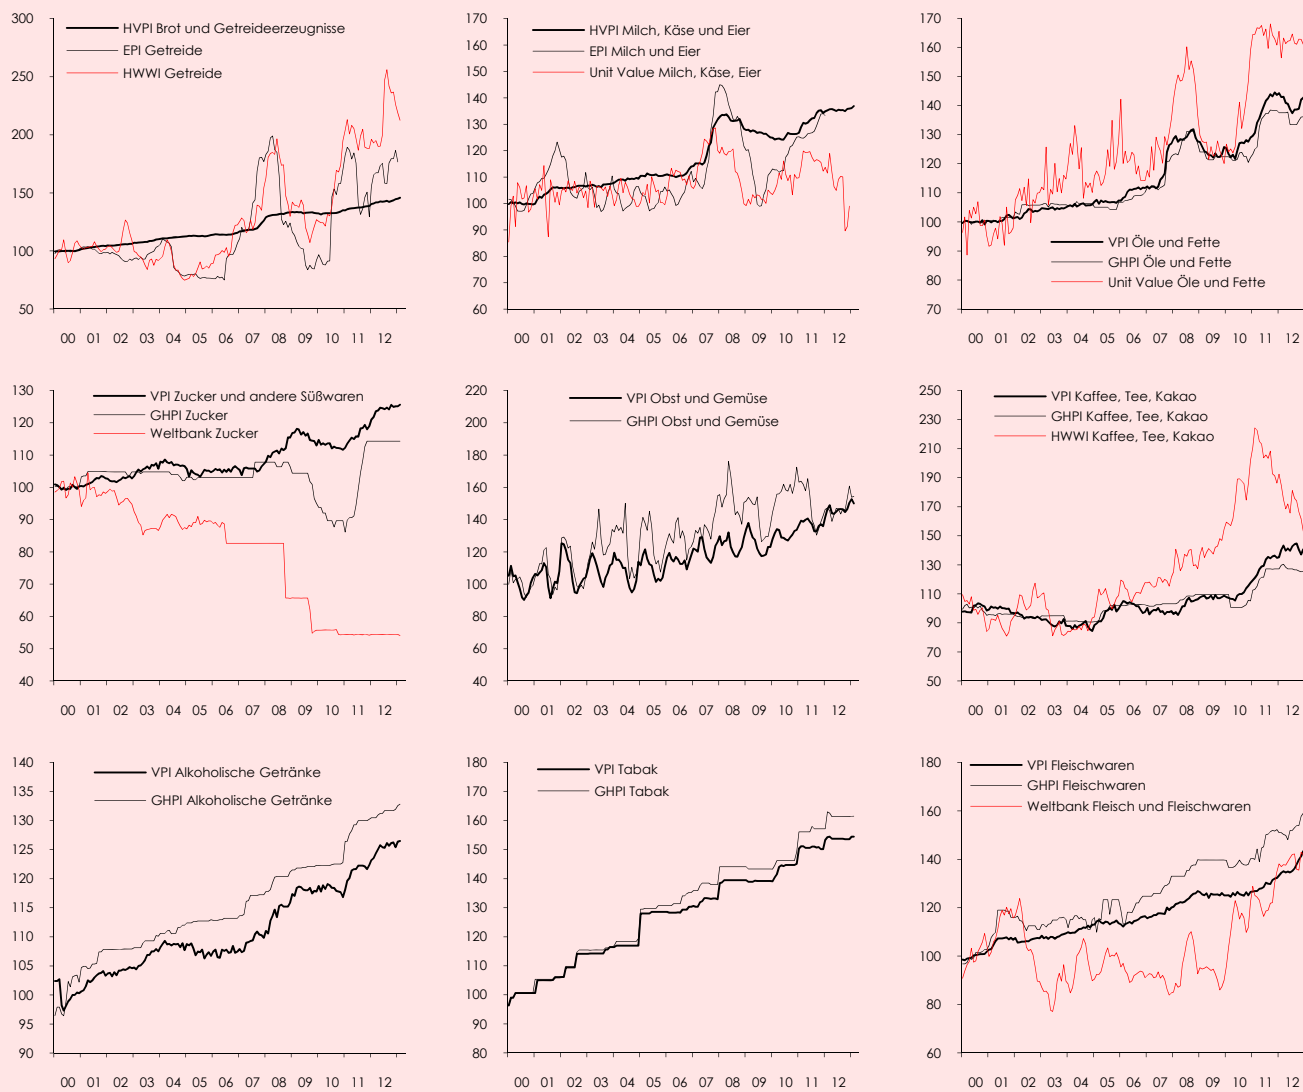 300
250
200
150
100
50
HVPI Brot und Getreideerzeugnisse
EPI Getreide
HWWI Getreide
00 01 02 03 04 05 06 07 08 09 10 11 12
170
160
150
140
130
120
110
100
90
80
70
60
HVPI Milch, Käse und Eier
EPI Milch und Eier
Unit Value Milch, Käse, Eier
00 01 02 03 04 05 06 07 08 09 10 11 12
170
160
150
140
130
120
110
100
90
80
70
VPI Öle und Fette
GHPI Öle und Fette
Unit Value Öle und Fette
00 01 02 03 04 05 06 07 08 09 10 11 12
130
120
110
100
90
80
70
60
50
40
VPI Zucker und andere Süßwaren
GHPI Zucker
Weltbank Zucker
00 01 02 03 04 05 06 07 08 09 10 11 12
220
200
180
160
140
120
100
80
60
40
VPI Obst und Gemüse
GHPI Obst und Gemüse
00 01 02 03 04 05 06 07 08 09 10 11 12
250
230
210
190
170
150
130
110
90
70
50
VPI Kaffee, Tee, Kakao
GHPI Kaffee, Tee, Kakao
HWWI Kaffee, Tee, Kakao
00 01 02 03 04 05 06 07 08 09 10 11 12
140
135
130
125
120
115
110
105
100
95
90
VPI Alkoholische Getränke
GHPI Alkoholische Getränke
00 01 02 03 04 05 06 07 08 09 10 11 12
180
170
160
150
140
130
120
110
100
90
80
VPI Tabak
GHPI Tabak
00 01 02 03 04 05 06 07 08 09 10 11 12
180
160
140
120
100
80
60
VPI Fleischwaren
GHPI Fleischwaren
Weltbank Fleisch und Fleischwaren
00 01 02 03 04 05 06 07 08 09 10 11 12